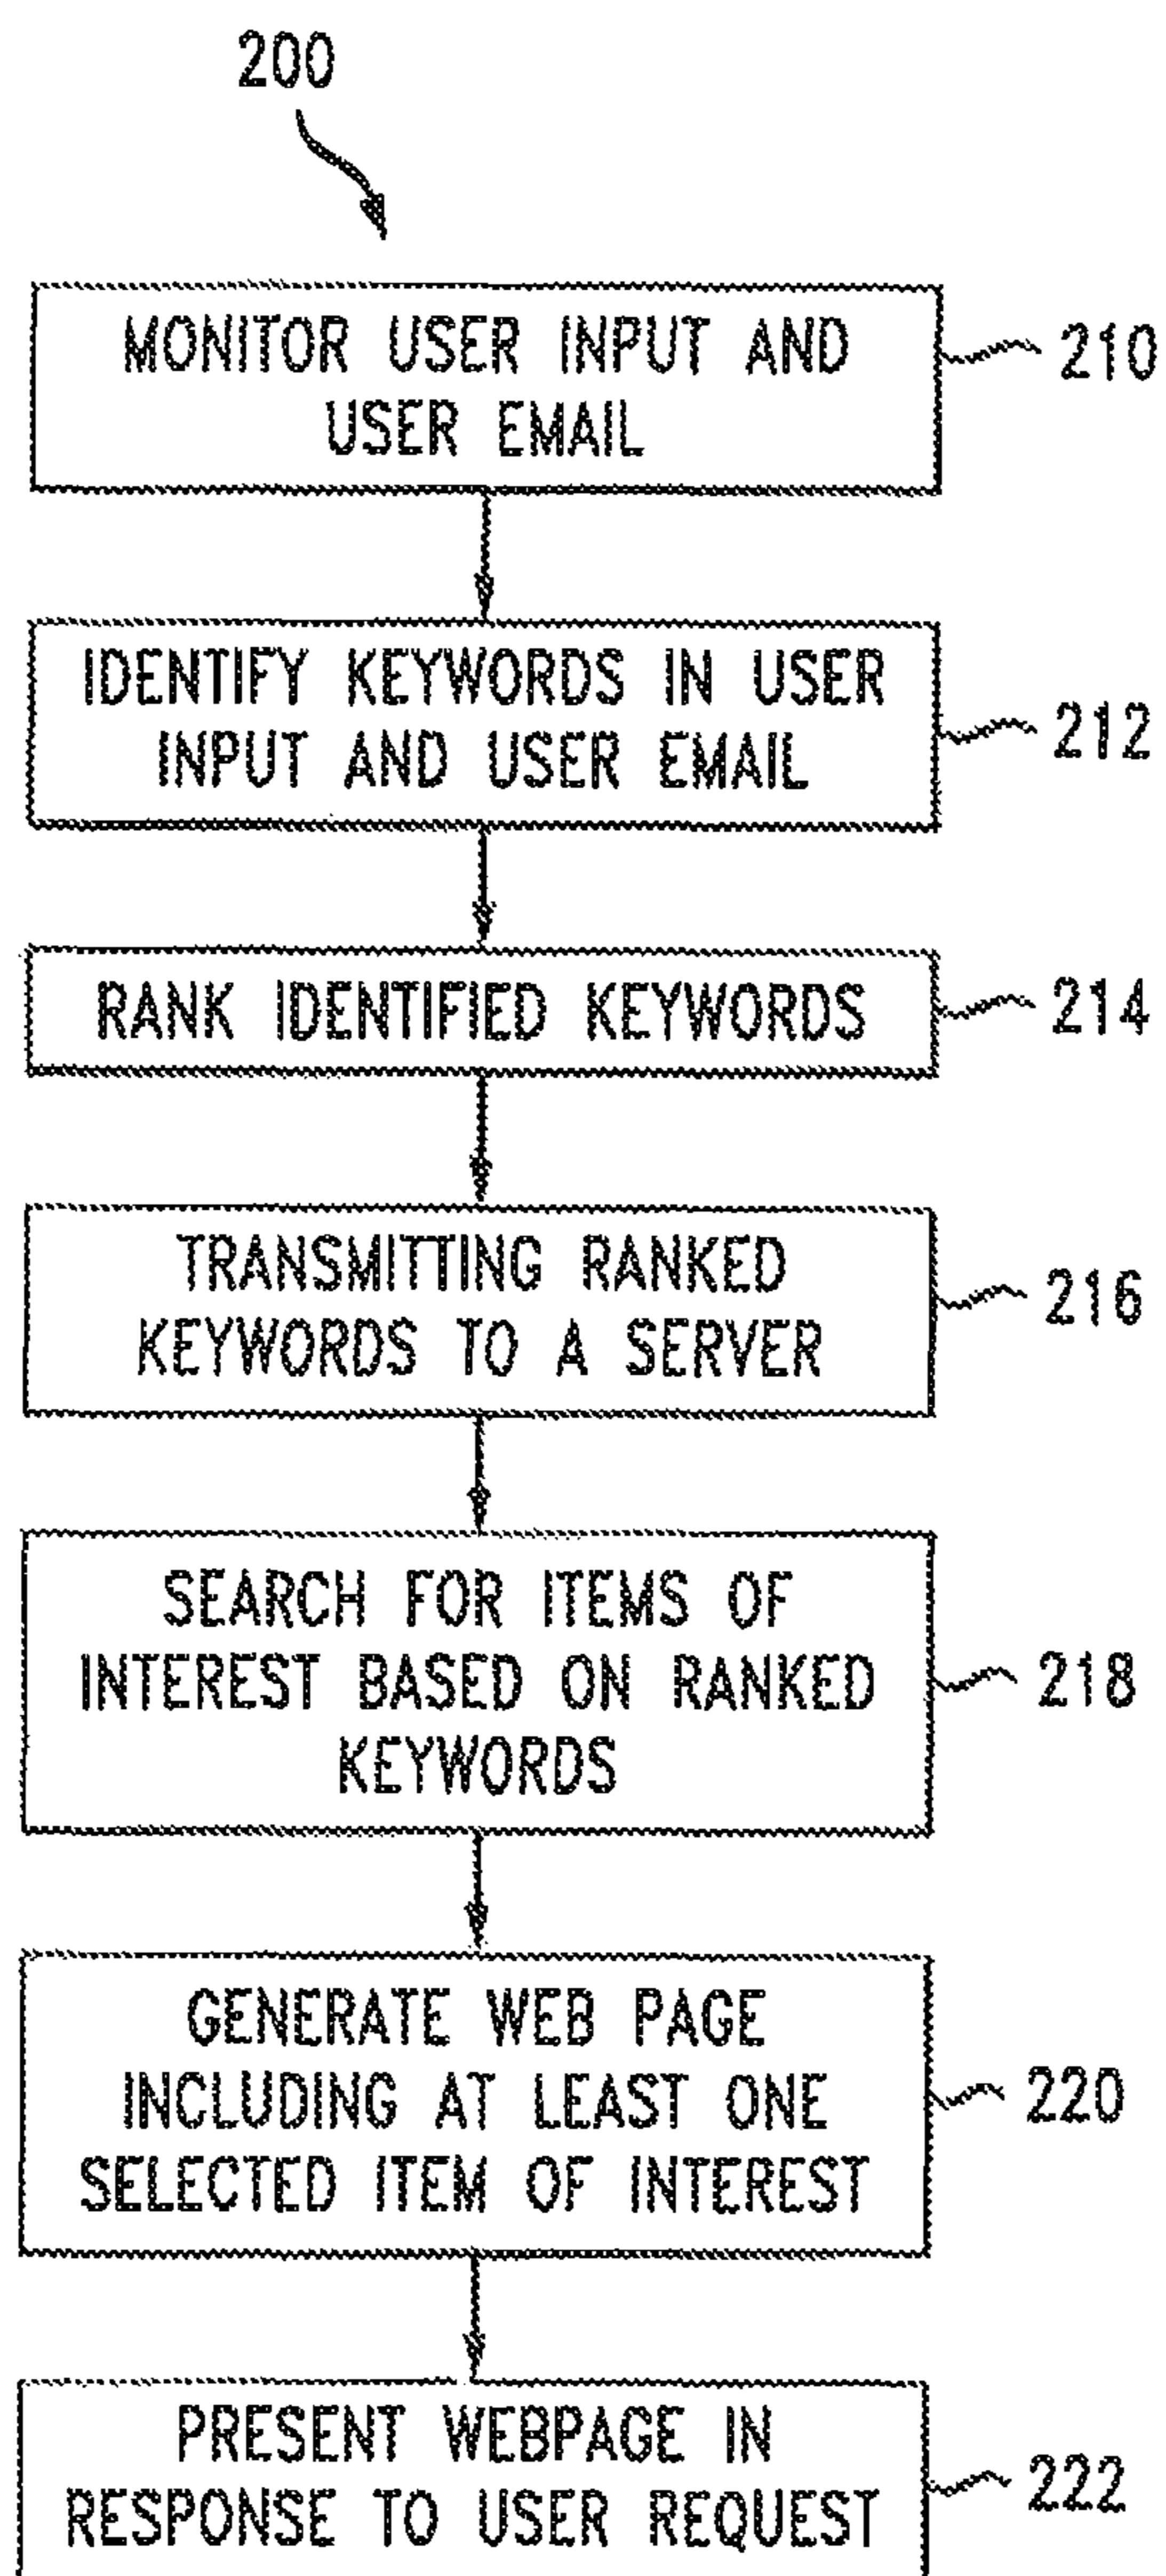 200
MONITOR USER INPUT AND
USER EMAIL
210
IDENTIFY KEYWORDS IN USER
INPUT AND USER EMAIL
212
RANK IDENTIFIED KEYWORDS
214
TRANSMITTING RANKED
KEYWORDS TO A SERVER
216
SEARCH FOR ITEMS OF
INTEREST BASED ON RANKED
KEYWORDS
218
GENERATE WEB PAGE
INCLUDING AT LEAST ONE
SELECTED ITEM OF INTEREST
220
PRESENT WEBPAGE IN
RESPONSE TO USER REQUEST
222